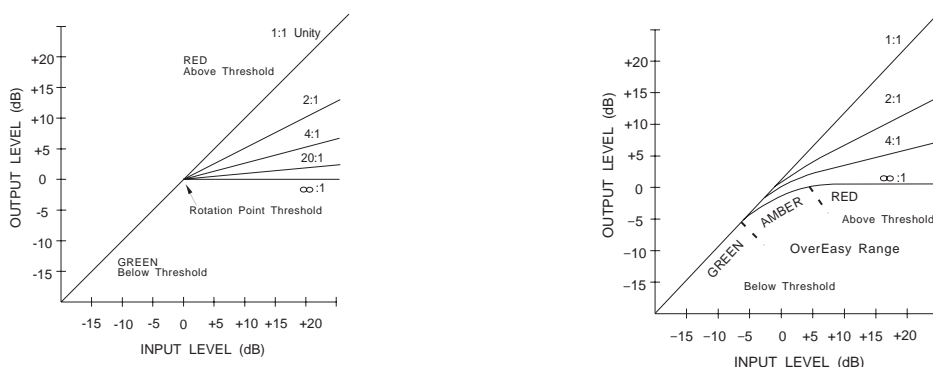 1:1 Unity
RED
Above Threshold
+20
+15
+10
+5
0
-5
-10
-15
OUTPUT LEVEL (dB)
2:1
4:1
20:1
∞:1
Rotation Point Threshold
GREEN
Below Threshold
-15 -10 -5 0 +5 +10 +15 +20
INPUT LEVEL (dB)
1:1
+20
+15
+10
+5
0
−5
−10
−15
OUTPUT LEVEL (dB)
2:1
4:1
∞:1
GREEN
AMBER
RED
Above Threshold
OverEasy Range
Below Threshold
−15 −10 −5 0 +5 +10 +15 +20
INPUT LEVEL (dB)